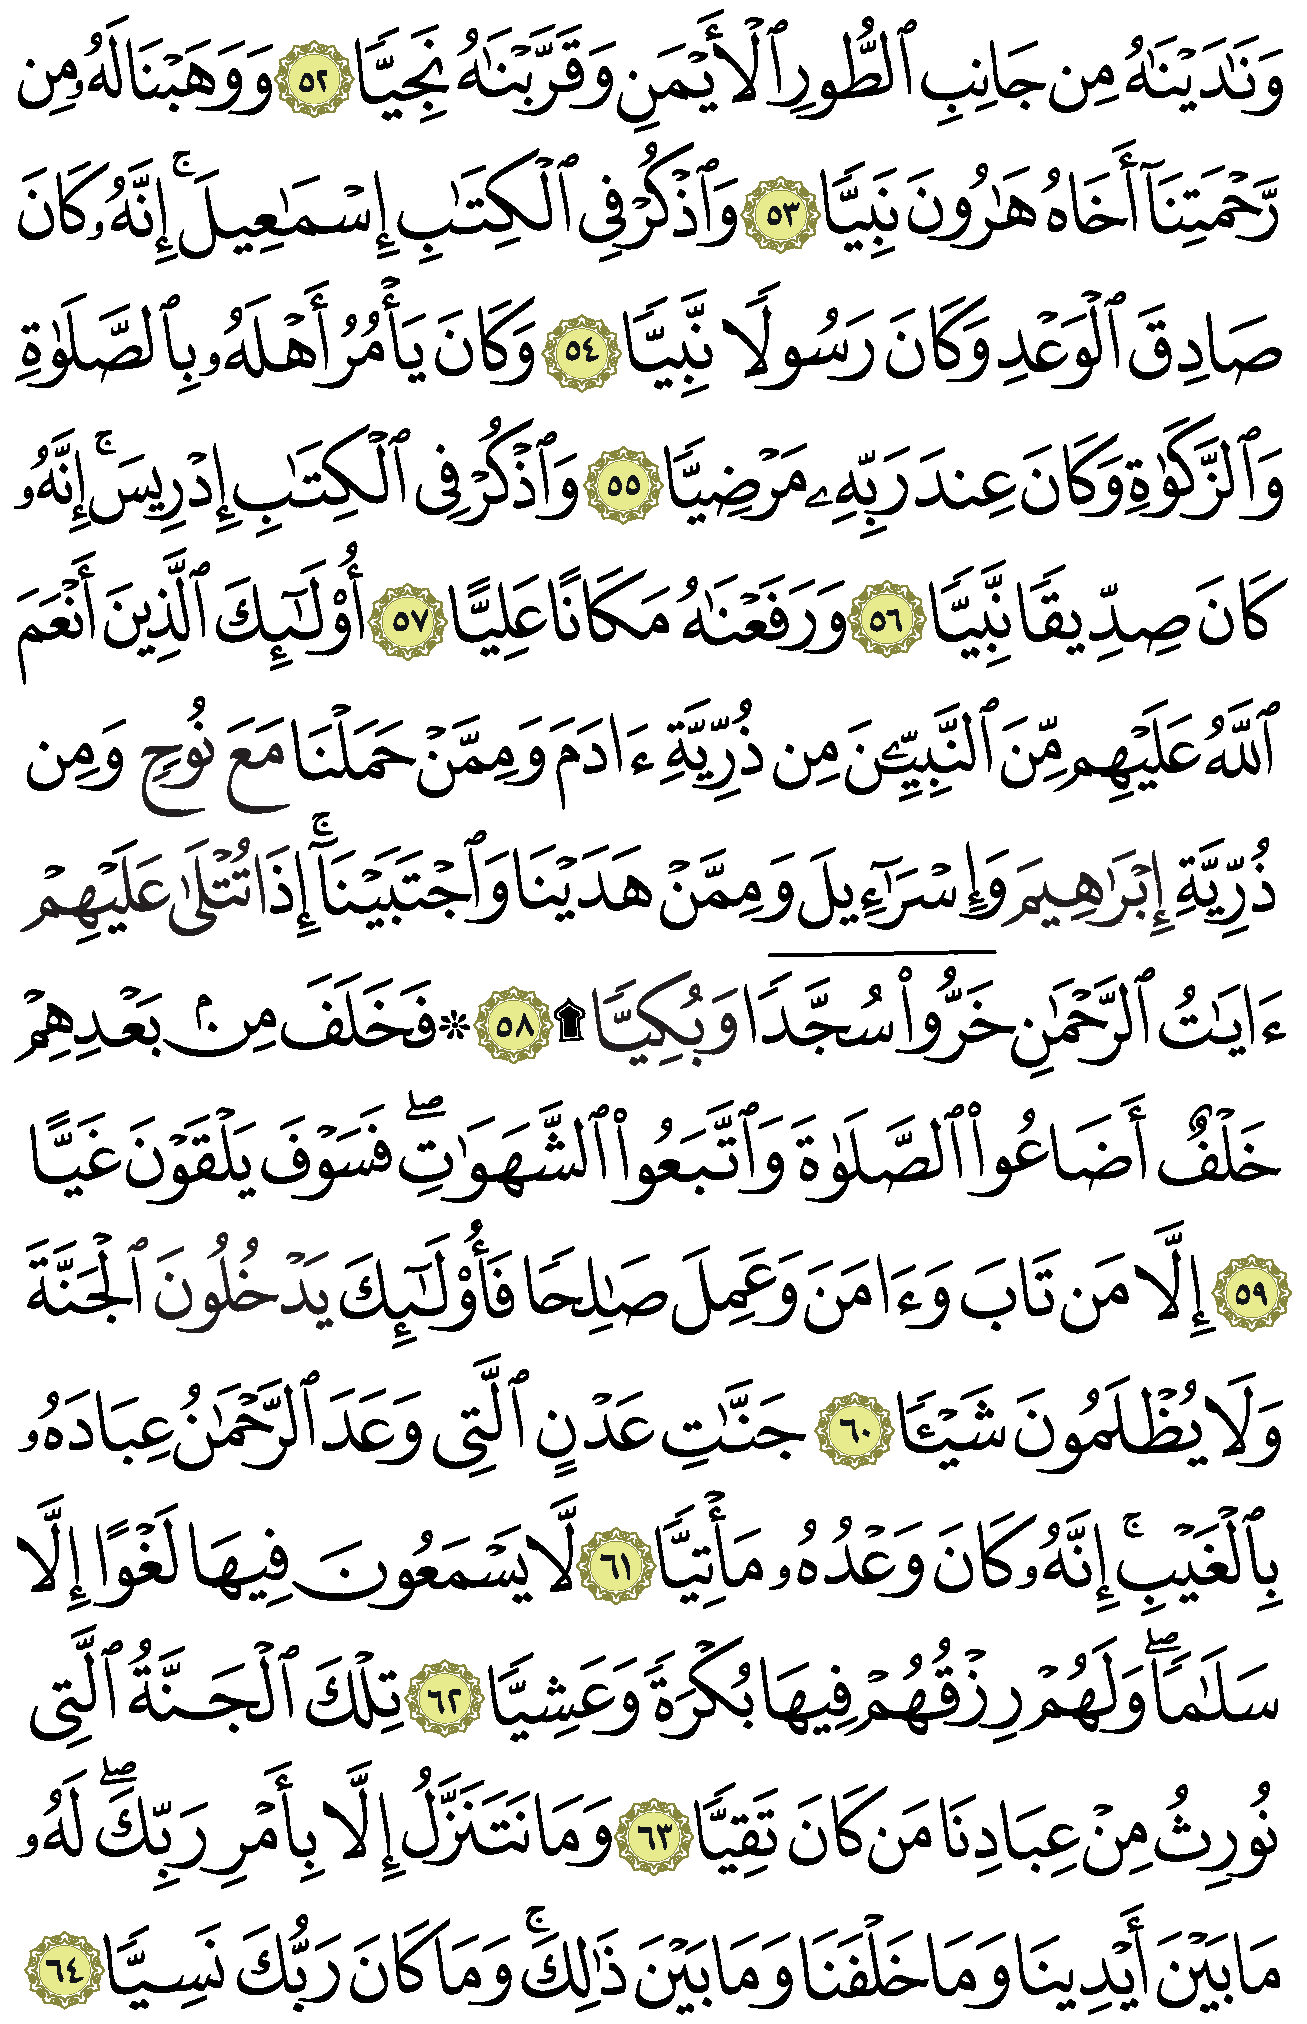 وَنَٰدَيۡنَٰهُ مِن جَانِبِ ٱلطُّورِ ٱلۡأَيۡمَنِ وَقَرَّبۡنَٰهُ نَجِيّٗا ٥٢ وَوَهَبۡنَا لَهُۥ مِن
رَّحۡمَتِنَآ أَخَاهُ هَٰرُونَ نَبِيّٗا ٥٣ وَٱذۡكُرۡ فِي ٱلۡكِتَٰبِ إِسۡمَٰعِيلَۚ إِنَّهُۥ كَانَ
صَادِقَ ٱلۡوَعۡدِ وَكَانَ رَسُولٗا نَّبِيّٗا ٥٤ وَكَانَ يَأۡمُرُ أَهۡلَهُۥ بِٱلصَّلَوٰةِ
وَٱلزَّكَوٰةِ وَكَانَ عِندَ رَبِّهِۦ مَرۡضِيّٗا ٥٥ وَٱذۡكُرۡ فِي ٱلۡكِتَٰبِ إِدۡرِيسَۚ إِنَّهُۥ
كَانَ صِدِّيقٗا نَّبِيّٗا ٥٦ وَرَفَعۡنَٰهُ مَكَانًا عَلِيًّا ٥٧ أُوْلَٰٓئِكَ ٱلَّذِينَ أَنۡعَمَ
ٱللَّهُ عَلَيۡهِم مِّنَ ٱلنَّبِيِّـۧنَ مِن ذُرِّيَّةِ ءَادَمَ وَمِمَّنۡ حَمَلۡنَا مَعَ نُوحٖ وَمِن
ذُرِّيَّةِ إِبۡرَٰهِيمَ وَإِسۡرَٰٓءِيلَ وَمِمَّنۡ هَدَيۡنَا وَٱجۡتَبَيۡنَآۚ إِذَا تُتۡلَىٰ عَلَيۡهِمۡ
ءَايَٰتُ ٱلرَّحۡمَٰنِ خَرُّواْۤ سُجَّدٗاۤ وَبُكِيّٗا ۩ ٥٨ ۞ فَخَلَفَ مِنۢ بَعۡدِهِمۡ
خَلۡفٌ أَضَاعُواْ ٱلصَّلَوٰةَ وَٱتَّبَعُواْ ٱلشَّهَوَٰتِۖ فَسَوۡفَ يَلۡقَوۡنَ غَيًّا
٥٩ إِلَّا مَن تَابَ وَءَامَنَ وَعَمِلَ صَٰلِحٗا فَأُوْلَٰٓئِكَ يَدۡخُلُونَ ٱلۡجَنَّةَ
وَلَا يُظۡلَمُونَ شَيۡـٔٗا ٦٠ جَنَّٰتِ عَدۡنٍ ٱلَّتِي وَعَدَ ٱلرَّحۡمَٰنُ عِبَادَهُۥ
بِٱلۡغَيۡبِۚ إِنَّهُۥ كَانَ وَعۡدُهُۥ مَأۡتِيّٗا ٦١ لَّا يَسۡمَعُونَ فِيهَا لَغۡوًا إِلَّا
سَلَٰمٗاۖ وَلَهُمۡ رِزۡقُهُمۡ فِيهَا بُكۡرَةٗ وَعَشِيّٗا ٦٢ تِلۡكَ ٱلۡجَنَّةُ ٱلَّتِي
نُورِثُ مِنۡ عِبَادِنَا مَن كَانَ تَقِيّٗا ٦٣ وَمَا نَتَنَزَّلُ إِلَّا بِأَمۡرِ رَبِّكَۖ لَهُۥ
مَا بَيۡنَ أَيۡدِينَا وَمَا خَلۡفَنَا وَمَا بَيۡنَ ذَٰلِكَۚ وَمَا كَانَ رَبُّكَ نَسِيّٗا ٦٤